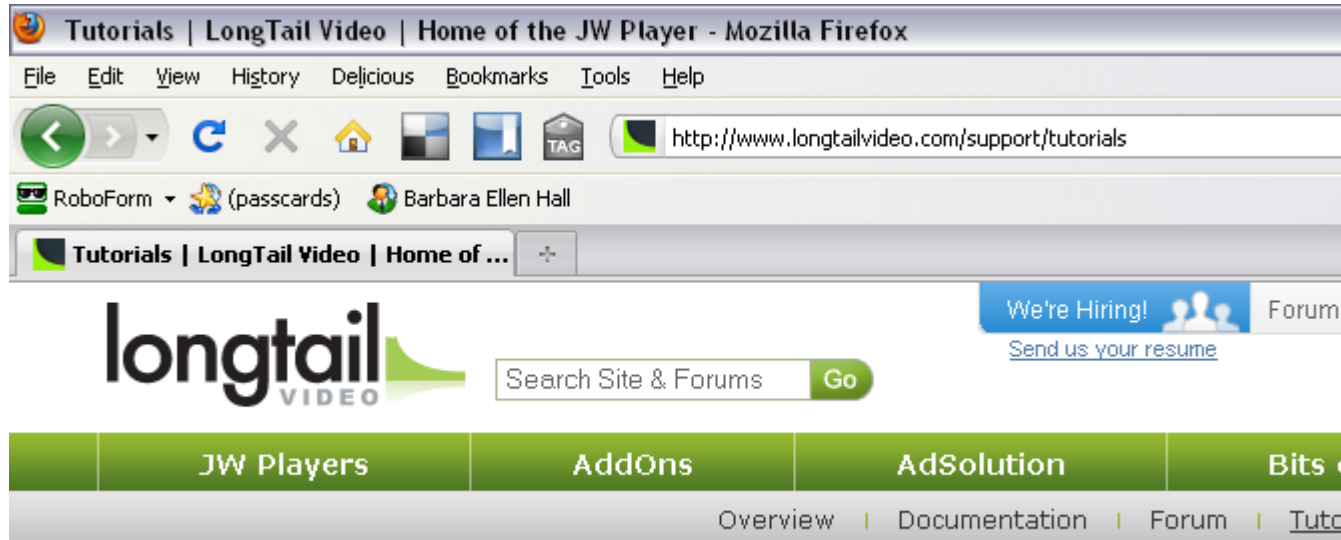 Tutorials | LongTail Video | Home of the JW Player - Mozilla Firefox
File Edit View History Delicious Bookmarks Tools Help
TAG http://www.longtailvideo.com/support/tutorials
RoboForm (passcards) Barbara Ellen Hall
Tutorials | LongTail Video | Home of ...
We're Hiring! Forum
Send us your resume
longtail
VIDEO
Search Site & Forums Go
JW Players AddOns AdSolution Bits
Overview | Documentation | Forum | Tuto